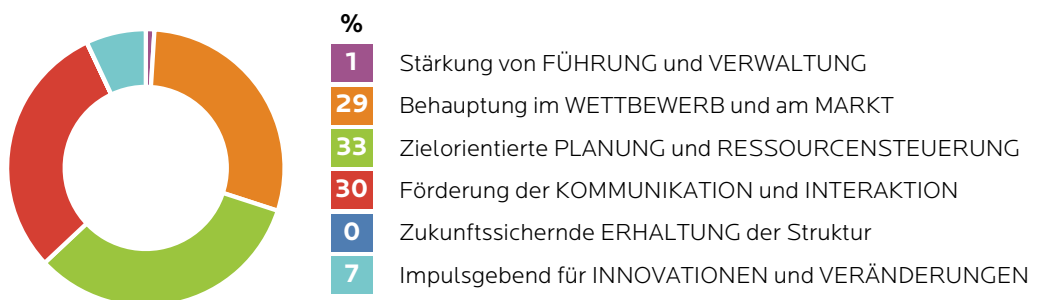 %
1 Stärkung von FÜHRUNG und VERWALTUNG
29 Behauptung im WETTBEWERB und am MARKT
33 Zielorientierte PLANUNG und RESSOURCENSTEUERUNG
30 Förderung der KOMMUNIKATION und INTERAKTION
0 Zukunftssichernde ERHALTUNG der Struktur
7 Impulsgebend für INNOVATIONEN und VERÄNDERUNGEN